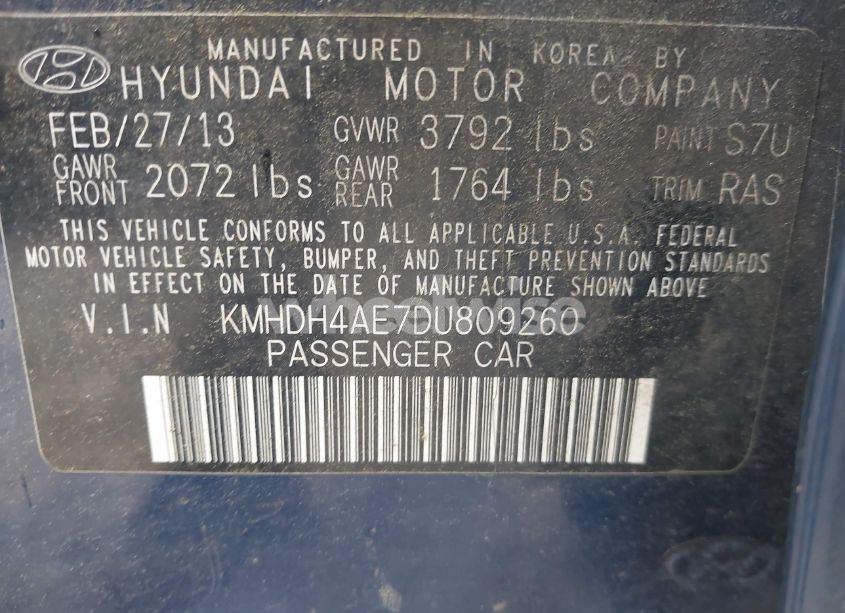 MANUFACTURED IN KOREA BY
HYUNDAI MOTOR COMPANY
FEB/27/13 GVWR 3792 lbs PAINT S7U
GAWR FRONT 2072 lbs GAWR REAR 1764 lbs TRIM RAS
THIS VEHICLE CONFORMS TO ALL APPLICABLE U.S.A. FEDERAL
MOTOR VEHICLE SAFETY, BUMPER, AND THEFT PREVENTION STANDARDS
IN EFFECT ON THE DATE OF MANUFACTURE SHOWN ABOVE
V.I.N KMHDH4AE7DU809260
PASSENGER CAR